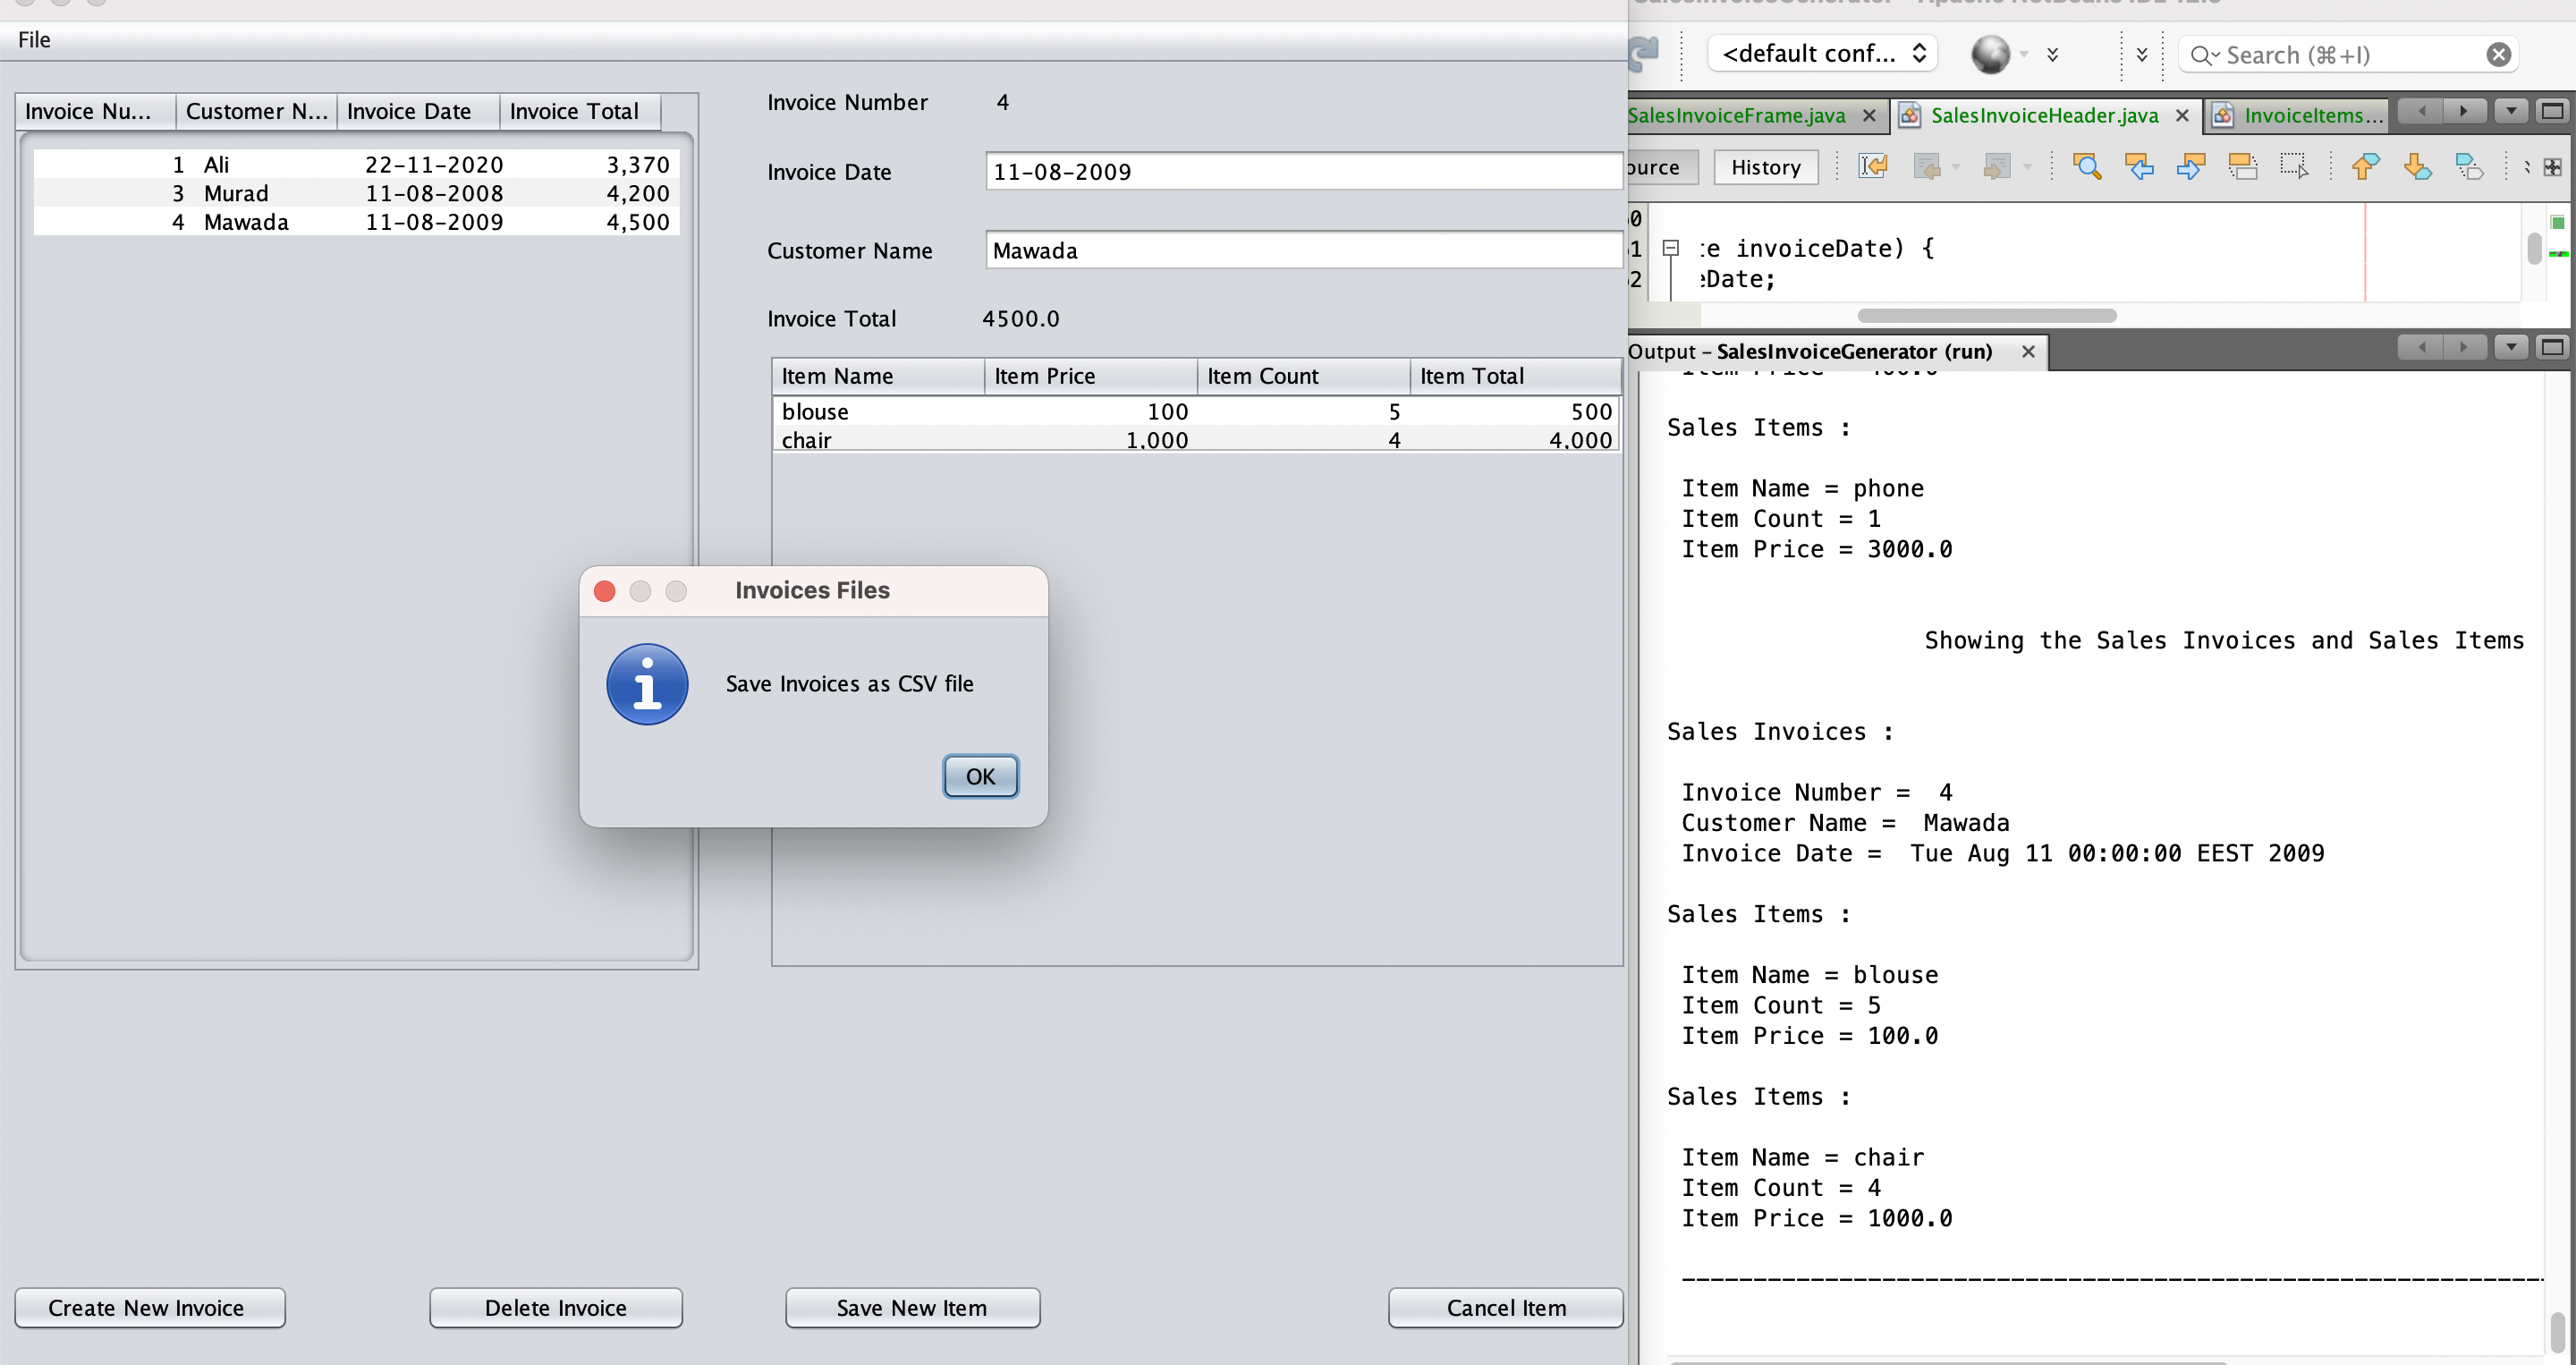 File
Invoice Nu... Customer N... Invoice Date Invoice Total
1 Ali 22-11-2020 3,370
3 Murad 11-08-2008 4,200
4 Mawada 11-08-2009 4,500
Invoice Number 4
Invoice Date 11-08-2009
Customer Name Mawada
Invoice Total 4500.0
Item Name Item Price Item Count Item Total
blouse 100 5 500
chair 1,000 4 4,000
Invoices Files
Save Invoices as CSV file
OK
Create New Invoice Delete Invoice Save New Item Cancel Item
<default conf... Search (⌘+I)
SalesInvoiceFrame.java SalesInvoiceHeader.java InvoiceItems...
ource History
invoiceDate) {
eDate;
Output - SalesInvoiceGenerator (run)
Sales Items :
Item Name = phone
Item Count = 1
Item Price = 3000.0
Showing the Sales Invoices and Sales Items
Sales Invoices :
Invoice Number = 4
Customer Name = Mawada
Invoice Date = Tue Aug 11 00:00:00 EEST 2009
Sales Items :
Item Name = blouse
Item Count = 5
Item Price = 100.0
Sales Items :
Item Name = chair
Item Count = 4
Item Price = 1000.0